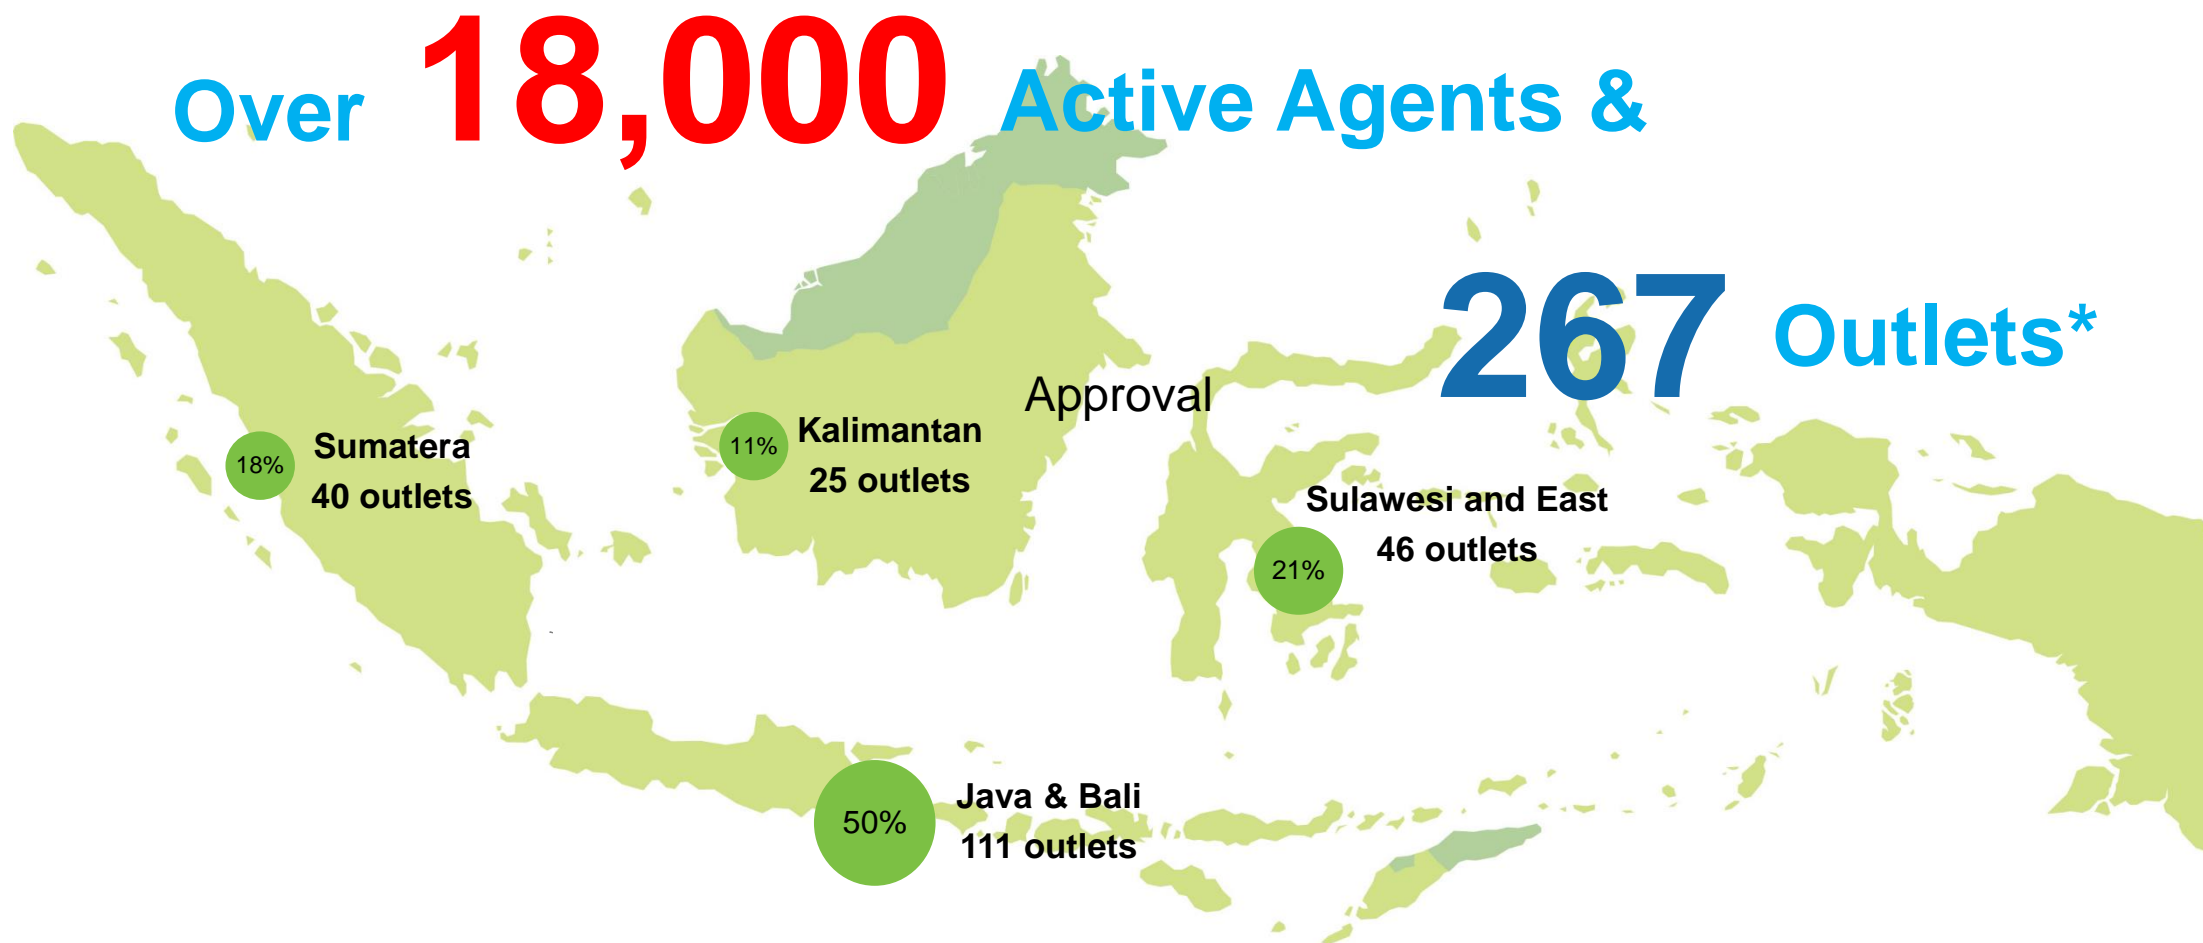 Over 18,000 Active Agents &
267 Outlets*
Approval
Sumatera
40 outlets
18%
Kalimantan
25 outlets
11%
Sulawesi and East
46 outlets
21%
Java & Bali
111 outlets
50%